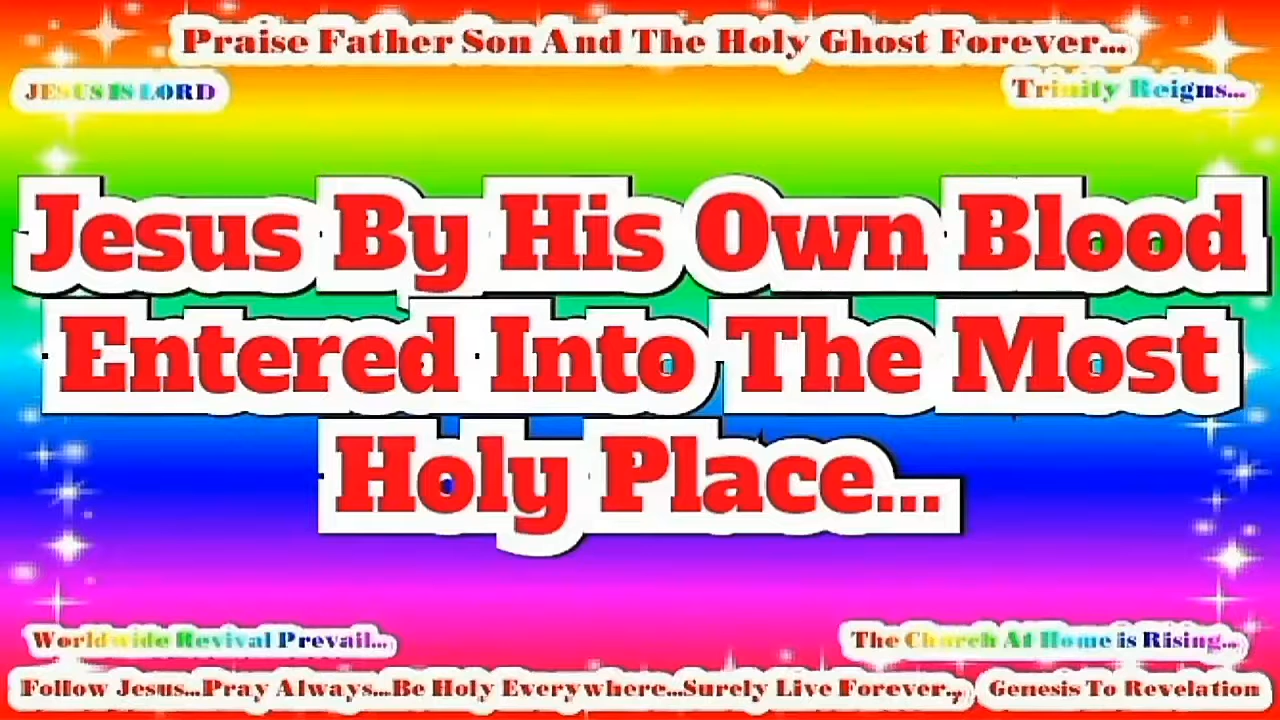 Praise Father Son And The Holy Ghost Forever...
JESUS IS LORD
Trinity Reigns...
Jesus By His Own Blood
Entered Into The Most
Holy Place...
Worldwide Revival Prevail...
The Church At Home is Rising...
Follow Jesus...Pray Always...Be Holy Everywhere...Surely Live Forever.,,
Genesis To Revelation